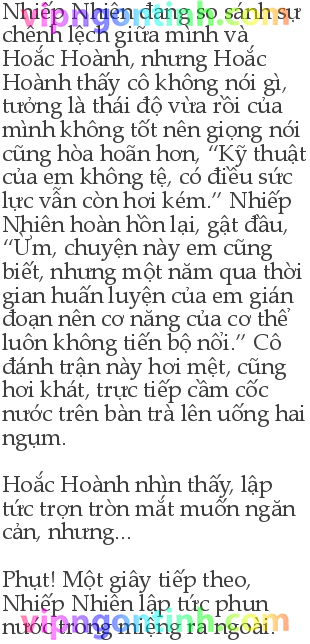 vipngontinh.com
Nhiếp Nhiên đang so sánh sự
chênh lệch giữa mình và
Hoắc Hoành, nhưng Hoắc
Hoành thấy cô không nói gì,
tưởng là thái độ vừa rồi của
mình không tốt nên giọng nói
cũng hòa hoãn hơn, “Kỹ thuật
của em không tệ, có điều sức
lực vẫn còn hơi kém.” Nhiếp
Nhiên hoàn hồn lại, gật đầu,
“Ừm, chuyện này em cũng
biết, nhưng một năm qua thời
gian huấn luyện của em gián
đoạn nên cơ năng của cơ thể
luôn không tiến bộ nổi.” Cô
đánh trận này hơi mệt, cũng
hơi khát, trực tiếp cầm cốc
nước trên bàn trà lên uống hai
ngụm.
Hoắc Hoành nhìn thấy, lập
tức trợn tròn mắt muốn ngăn
cản, nhưng...
Phụt! Một giây tiếp theo,
Nhiếp Nhiên lập tức phun
nước trong miệng ra ngoài.
vipngontinh.com